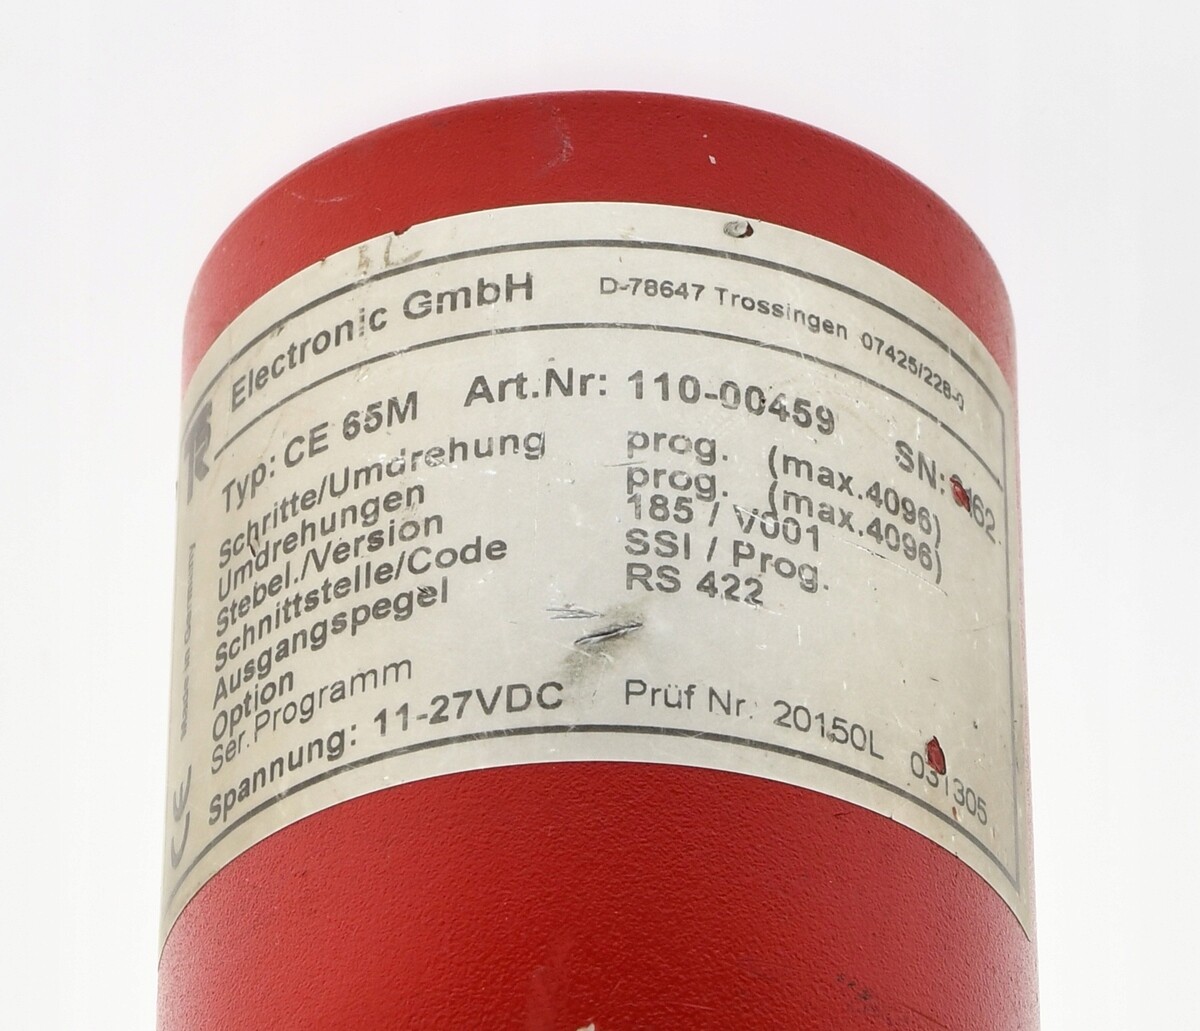 TR Electronic GmbH D-78647 Trossingen 07425/228-0
Typ: CE 65M Art.Nr: 110-00459 SN:
Schritte/Umdrehung prog. (max.4096)
Umdrehungen prog. (max.4096)
Stebel./Version 185 / V001
Schnittstelle/Code SSI / Prog.
Ausgangspegel RS 422
Option
Ser.Programm
Spannung: 11-27VDC Prüf Nr. 20150L 031305
Made in Germany
CE